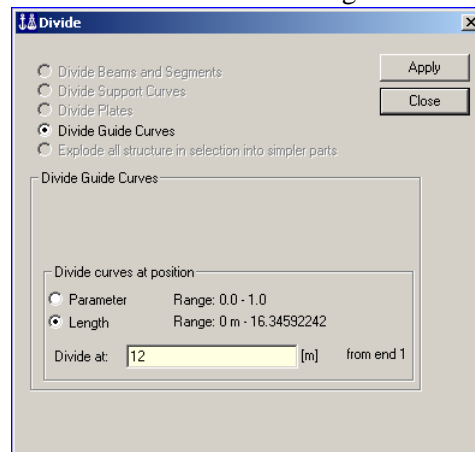 Divide
Divide Beams and Segments
Apply
Divide Support Curves
Close
Divide Plates
Divide Guide Curves
Explode all structure in selection into simpler parts
Divide Guide Curves
Divide curves at position
Parameter Range: 0.0 - 1.0
Length Range: 0 m - 16.34592242
Divide at: 12 [m] from end 1